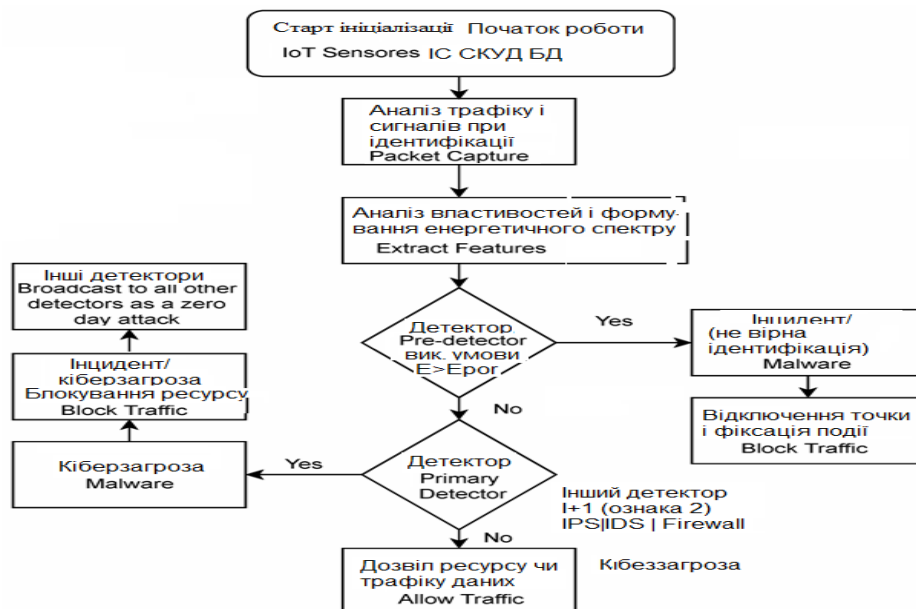 Старт ініціалізації Початок роботи
IoT Sensores ІС СКУД БД
Аналіз трафіку і
сигналів при
ідентифікації
Packet Capture
Аналіз властивостей і форму-
вання енергетичного спектру
Extract Features
Інші детектори
Broadcast to all other
detectors as a zero
day attack
Детектор
Pre-detector
вик. умови
E>Епог
Yes
Інцилент/
(не вірна
ідентифікація)
Malware
Інцидент/
кіберзагроза
Блокування ресурсу
Block Traffic
No
Відключення точки
і фіксація події
Block Traffic
Кіберзагроза
Malware
Yes
Детектор
Primary
Detector
Інший детектор
I+1 (ознака 2)
IPS|IDS | Firewall
No
Дозвіл ресурсу чи
трафіку даних
Allow Traffic
Кібеззагроза